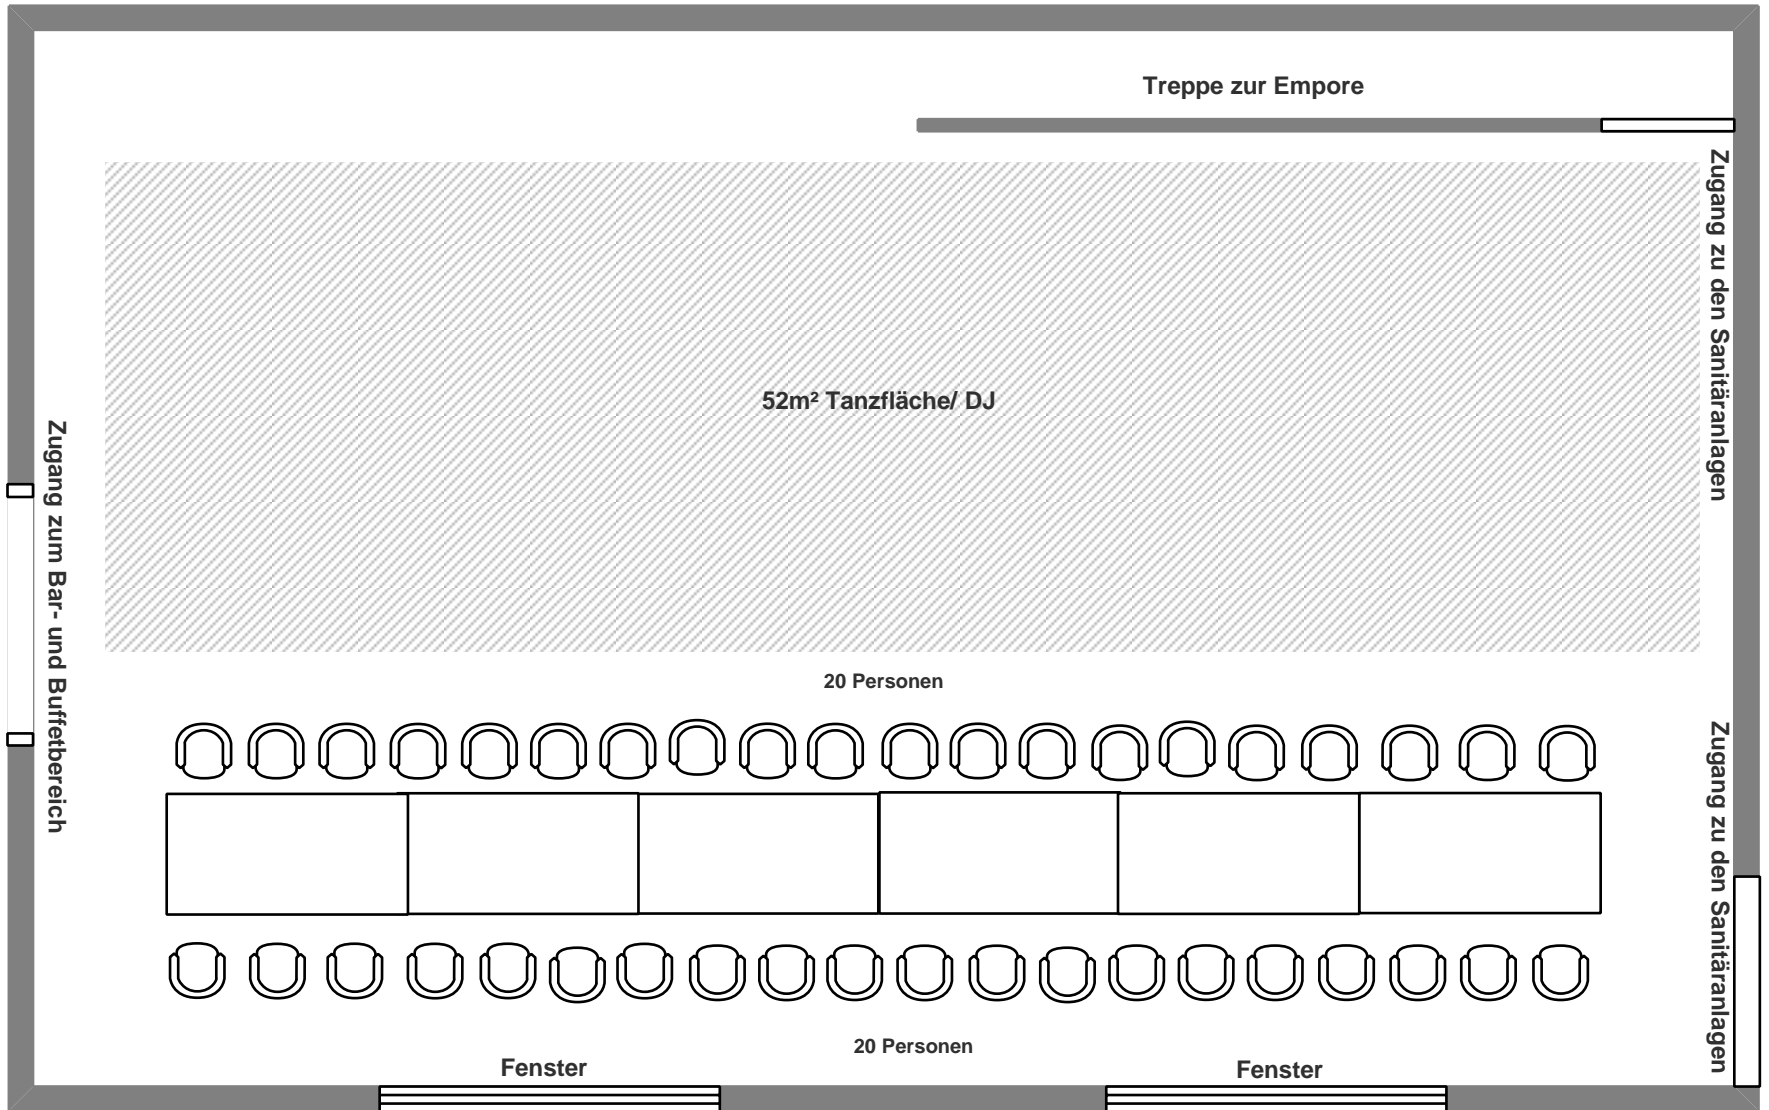 Treppe zur Empore
Zugang zu den Sanitäranlagen
52m² Tanzfläche/ DJ
Zugang zum Bar- und Buffetbereich
20 Personen
Zugang zu den Sanitäranlagen
20 Personen
Fenster
Fenster